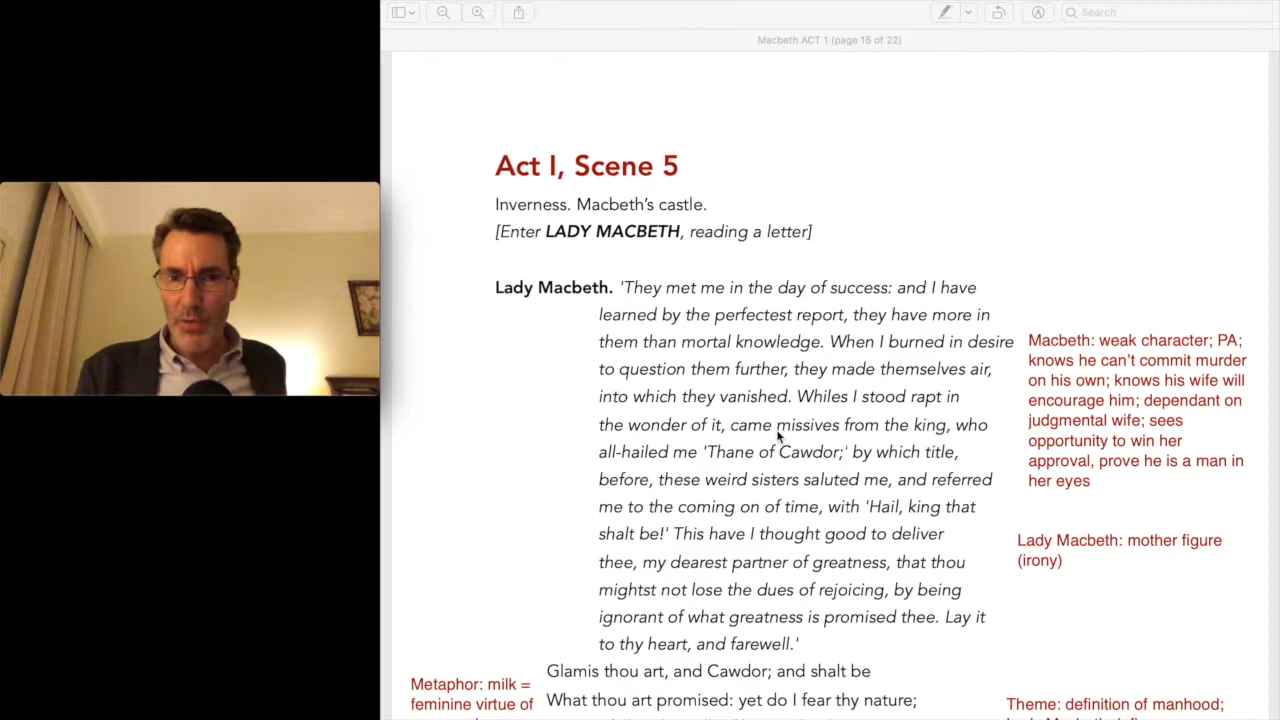 Search
Macbeth ACT 1 (page 15 of 22)
Act I, Scene 5
Inverness. Macbeth's castle.
[Enter LADY MACBETH, reading a letter]
Lady Macbeth. 'They met me in the day of success: and I have
learned by the perfectest report, they have more in
them than mortal knowledge. When I burned in desire
to question them further, they made themselves air,
into which they vanished. Whiles I stood rapt in
the wonder of it, came missives from the king, who
all-hailed me 'Thane of Cawdor;' by which title,
before, these weird sisters saluted me, and referred
me to the coming on of time, with 'Hail, king that
shalt be!' This have I thought good to deliver
thee, my dearest partner of greatness, that thou
mightst not lose the dues of rejoicing, by being
ignorant of what greatness is promised thee. Lay it
to thy heart, and farewell.'
Glamis thou art, and Cawdor; and shalt be
What thou art promised: yet do I fear thy nature;
Macbeth: weak character; PA;
knows he can't commit murder
on his own; knows his wife will
encourage him; dependant on
judgmental wife; sees
opportunity to win her
approval, prove he is a man in
her eyes
Lady Macbeth: mother figure
(irony)
Metaphor: milk =
feminine virtue of
Theme: definition of manhood;